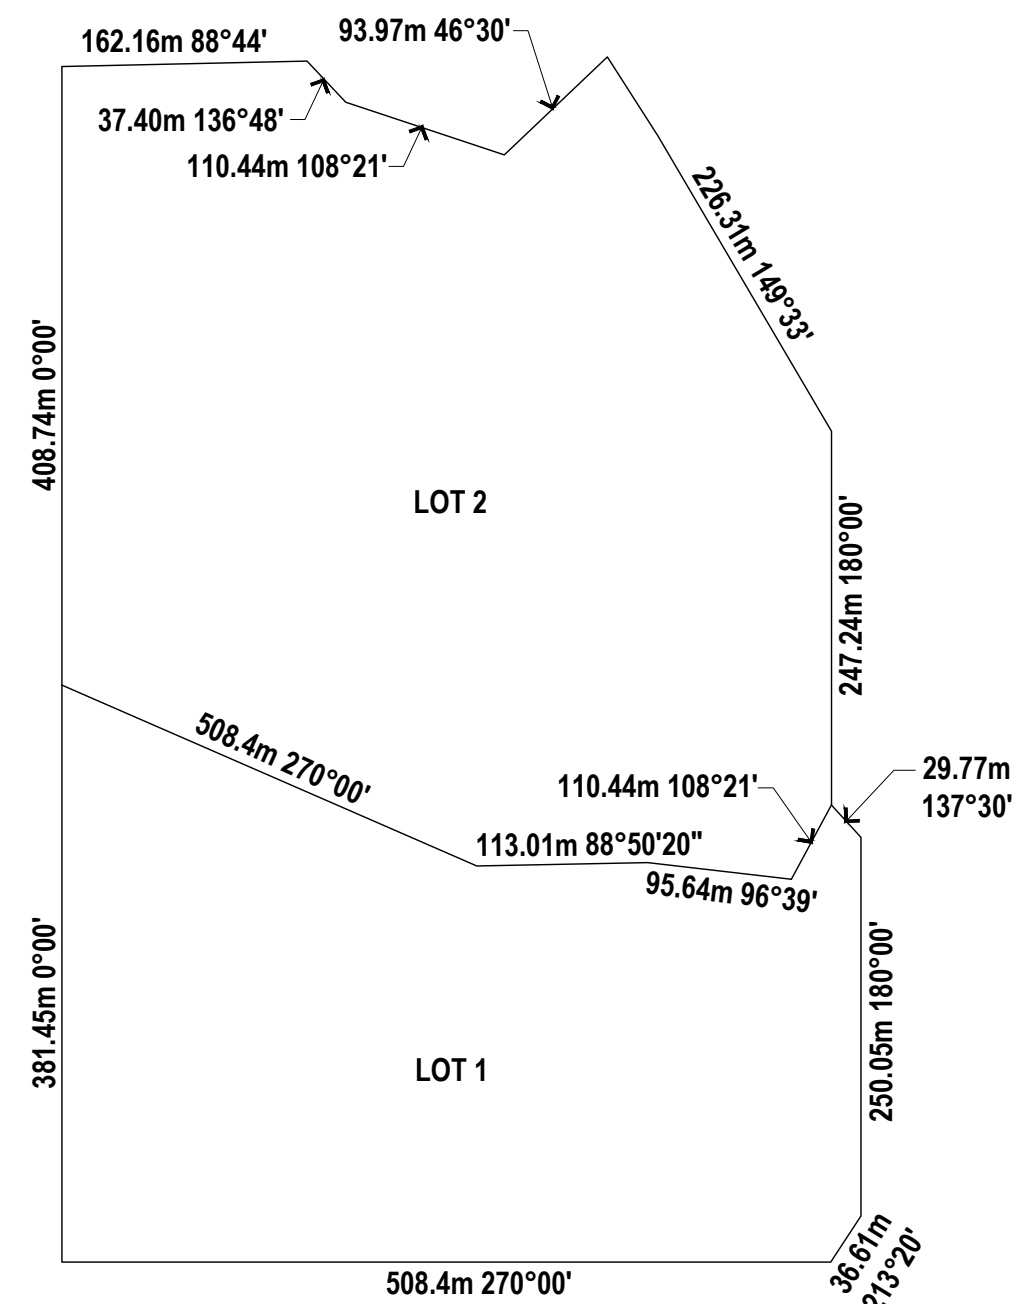 93.97m 46°30'
162.16m 88°44'
37.40m 136°48'
110.44m 108°21'
226.31m 149°33'
408.74m 0°00'
LOT 2
247.24m 180°00'
508.4m 270°00'
110.44m 108°21'
29.77m
137°30'
113.01m 88°50'20"
95.64m 96°39'
381.45m 0°00'
250.05m 180°00'
LOT 1
36.61m
213°20'
508.4m 270°00'